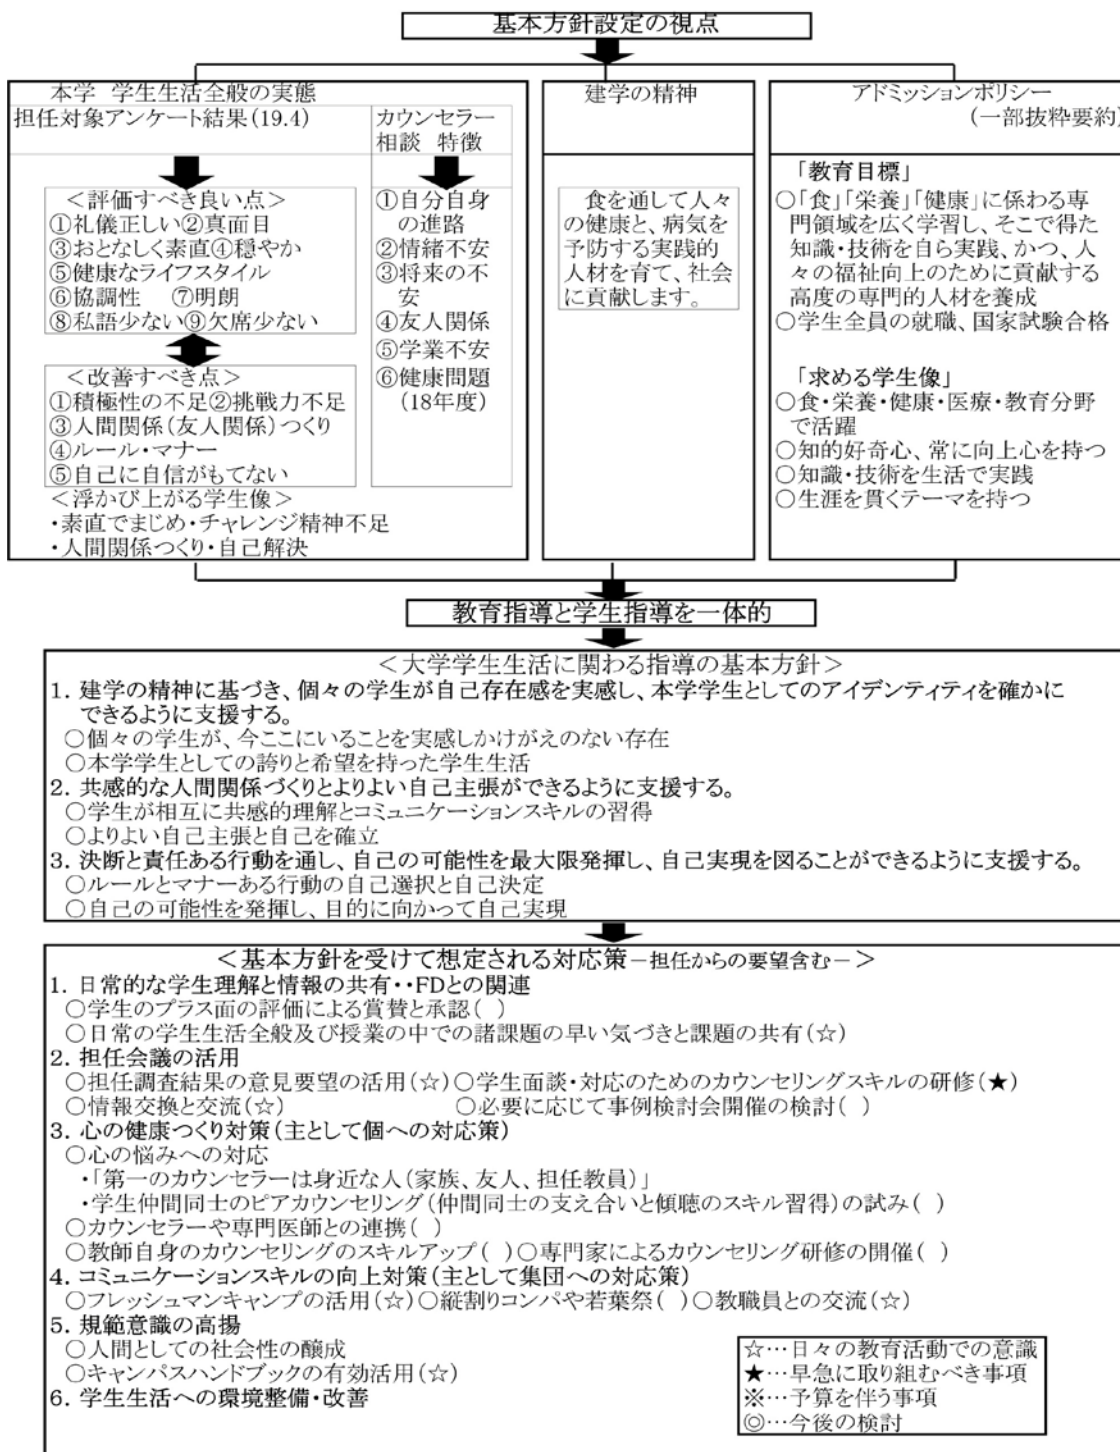 基本方針設定の視点
本学 学生生活全般の実態
担任対象アンケート結果(19.4)
＜評価すべき良い点＞
①礼儀正しい②真面目
③おとなしく素直④穏やか
⑤健康なライフスタイル
⑥協調性 ⑦明朗
⑧私語少ない⑨欠席少ない
＜改善すべき点＞
①積極性の不足②挑戦力不足
③人間関係(友人関係)つくり
④ルール・マナー
⑤自己に自信がもてない
＜浮かび上がる学生像＞
・素直でまじめ・チャレンジ精神不足
・人間関係つくり・自己解決
カウンセラー
相談 特徴
①自分自身
の進路
②情緒不安
③将来の不
安
④友人関係
⑤学業不安
⑥健康問題
(18年度)
建学の精神
食を通して人々
の健康と、病気を
予防する実践的
人材を育て、社会
に貢献します。
アドミッションポリシー
(一部抜粋要約)
「教育目標」
○「食」「栄養」「健康」に係わる専
門領域を広く学習し、そこで得た
知識・技術を自ら実践、かつ、人
々の福祉向上のために貢献する
高度の専門的人材を養成
○学生全員の就職、国家試験合格
「求める学生像」
○食・栄養・健康・医療・教育分野
で活躍
○知的好奇心、常に向上心を持つ
○知識・技術を生活で実践
○生涯を貫くテーマを持つ
教育指導と学生指導を一体的
＜大学学生生活に関わる指導の基本方針＞
1. 建学の精神に基づき、個々の学生が自己存在感を実感し、本学学生としてのアイデンティティを確かに
できるように支援する。
○個々の学生が、今ここにいることを実感しかけがえのない存在
○本学学生としての誇りと希望を持った学生生活
2. 共感的な人間関係づくりとよりよい自己主張ができるように支援する。
○学生が相互に共感的理解とコミュニケーションスキルの習得
○よりよい自己主張と自己を確立
3. 決断と責任ある行動を通し、自己の可能性を最大限発揮し、自己実現を図ることができるように支援する。
○ルールとマナーある行動の自己選択と自己決定
○自己の可能性を発揮し、目的に向かって自己実現
＜基本方針を受けて想定される対応策－担任からの要望含む－＞
1. 日常的な学生理解と情報の共有・・FDとの関連
○学生のプラス面の評価による賞賛と承認( )
○日常の学生生活全般及び授業の中での諸課題の早い気づきと課題の共有(☆)
2. 担任会議の活用
○担任調査結果の意見要望の活用(☆)○学生面談・対応のためのカウンセリングスキルの研修(★)
○情報交換と交流(☆) ○必要に応じて事例検討会開催の検討( )
3. 心の健康つくり対策(主として個への対応策)
○心の悩みへの対応
・「第一のカウンセラーは身近な人(家族、友人、担任教員)」
・学生仲間同士のピアカウンセリング(仲間同士の支え合いと傾聴のスキル習得)の試み( )
○カウンセラーや専門医師との連携( )
○教師自身のカウンセリングのスキルアップ( )○専門家によるカウンセリング研修の開催( )
4. コミュニケーションスキルの向上対策(主として集団への対応策)
○フレッシュマンキャンプの活用(☆)○縦割りコンパや若葉祭( )○教職員との交流(☆)
5. 規範意識の高揚
○人間としての社会性の醸成
○キャンパスハンドブックの有効活用(☆)
6. 学生生活への環境整備・改善
☆…日々の教育活動での意識
★…早急に取り組むべき事項
※…予算を伴う事項
◎…今後の検討